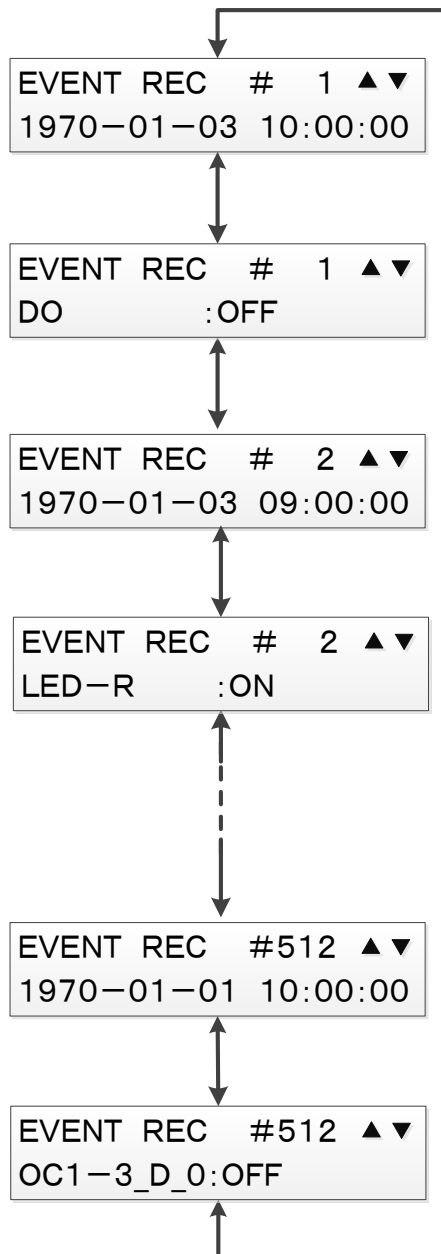 EVENT REC # 1 ▲ ▼
1970-01-03 10:00:00
EVENT REC # 1 ▲ ▼
DO :OFF
EVENT REC # 2 ▲ ▼
1970-01-03 09:00:00
EVENT REC # 2 ▲ ▼
LED-R :ON
EVENT REC #512 ▲ ▼
1970-01-01 10:00:00
EVENT REC #512 ▲ ▼
OC1-3_D_0:OFF